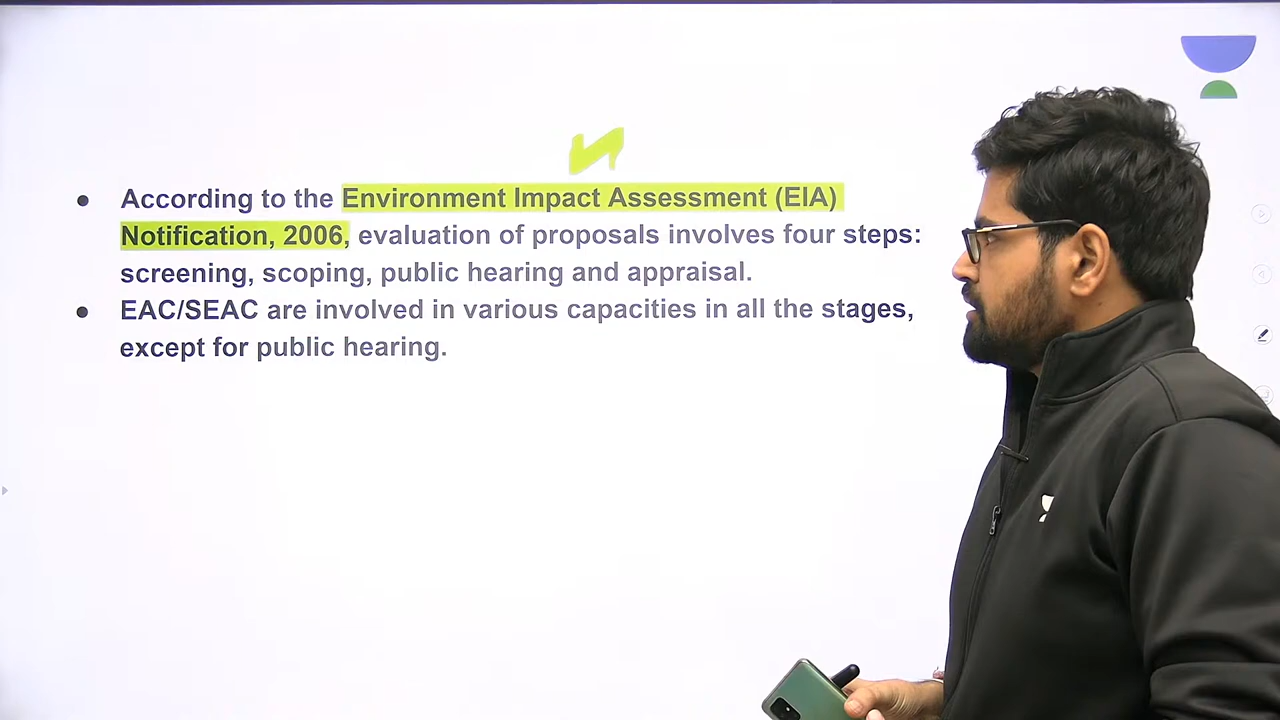 ● According to the Environment Impact Assessment (EIA)
Notification, 2006, evaluation of proposals involves four steps:
screening, scoping, public hearing and appraisal.
● EAC/SEAC are involved in various capacities in all the stages,
except for public hearing.